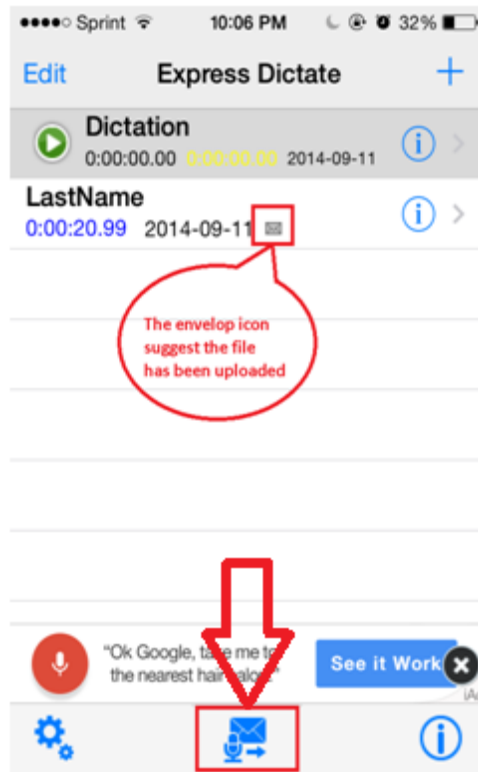 Sprint 10:06 PM 32%
Edit Express Dictate +
Dictation
0:00:00.00 0:00:00.00 2014-09-11
LastName
0:00:20.99 2014-09-11
The envelop icon
suggest the file
has been uploaded
"Ok Google, take me to
the nearest hair salon."
See it Work
iAd